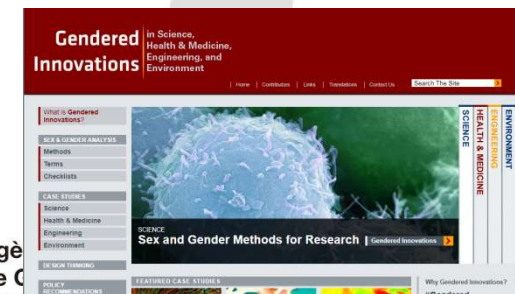 Gendered
Innovations
in Science,
Health & Medicine,
Engineering, and
Environment
| Home | Contributors | Links | Translations | Contact Us
Search The Site
What is Gendered
Innovations?
SEX & GENDER ANALYSIS
Methods
Terms
Checklists
CASE STUDIES
Science
Health & Medicine
Engineering
Environment
DESIGN THINKING
POLICY
RECOMMENDATIONS
SCIENCE
Sex and Gender Methods for Research | Gendered Innovations
SCIENCE
HEALTH & MEDICINE
ENGINEERING
ENVIRONMENT
FEATURED CASE STUDIES
Why Gendered Innovations?
"Gendered
gè
e